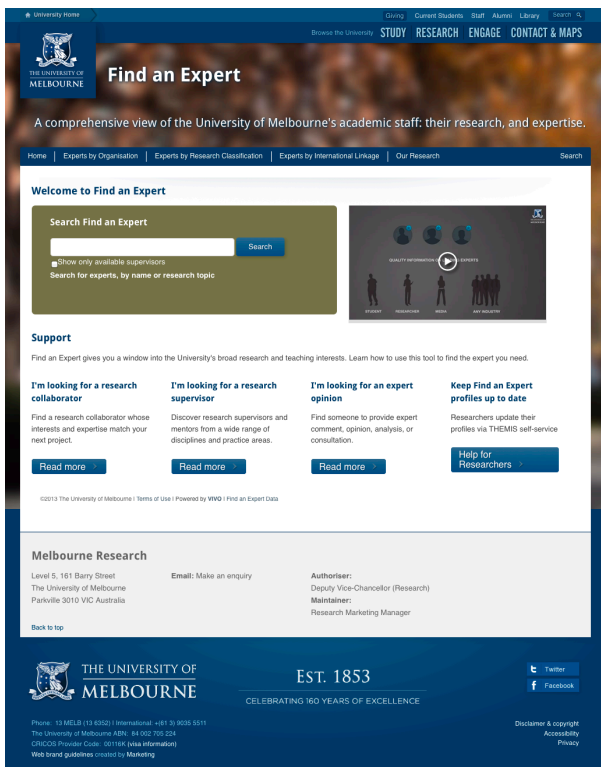 University Home
Giving Current Students Staff Alumni Library Search
Browse the University STUDY RESEARCH ENGAGE CONTACT & MAPS
THE UNIVERSITY OF
MELBOURNE
Find an Expert
A comprehensive view of the University of Melbourne's academic staff: their research, and expertise.
Home | Experts by Organisation | Experts by Research Classification | Experts by International Linkage | Our Research Search
Welcome to Find an Expert
Search Find an Expert
Search
Show only available supervisors
Search for experts, by name or research topic
QUALITY INFORMATION EXPERTS
STUDENT RESEARCHER MEDIA ANY INDUSTRY
Support
Find an Expert gives you a window into the University's broad research and teaching interests. Learn how to use this tool to find the expert you need.
I'm looking for a research
collaborator
Find a research collaborator whose
interests and expertise match your
next project.
Read more
I'm looking for a research
supervisor
Discover research supervisors and
mentors from a wide range of
disciplines and practice areas.
Read more
I'm looking for an expert
opinion
Find someone to provide expert
comment, opinion, analysis, or
consultation.
Read more
Keep Find an Expert
profiles up to date
Researchers update their
profiles via THEMIS self-service
Help for
Researchers
©2013 The University of Melbourne | Terms of Use | Powered by VIVO | Find an Expert Data
Melbourne Research
Level 5, 161 Barry Street
The University of Melbourne
Parkville 3010 VIC Australia
Email: Make an enquiry
Authoriser:
Deputy Vice-Chancellor (Research)
Maintainer:
Research Marketing Manager
Back to top
THE UNIVERSITY OF
MELBOURNE
EST. 1853
CELEBRATING 160 YEARS OF EXCELLENCE
Twitter
Facebook
Phone: 13 MELB (13 6352) | International: +(61 3) 9035 5511
The University of Melbourne ABN: 84 002 705 224
CRICOS Provider Code: 00116K (visa information)
Web brand guidelines created by Marketing
Disclaimer & copyright
Accessibility
Privacy